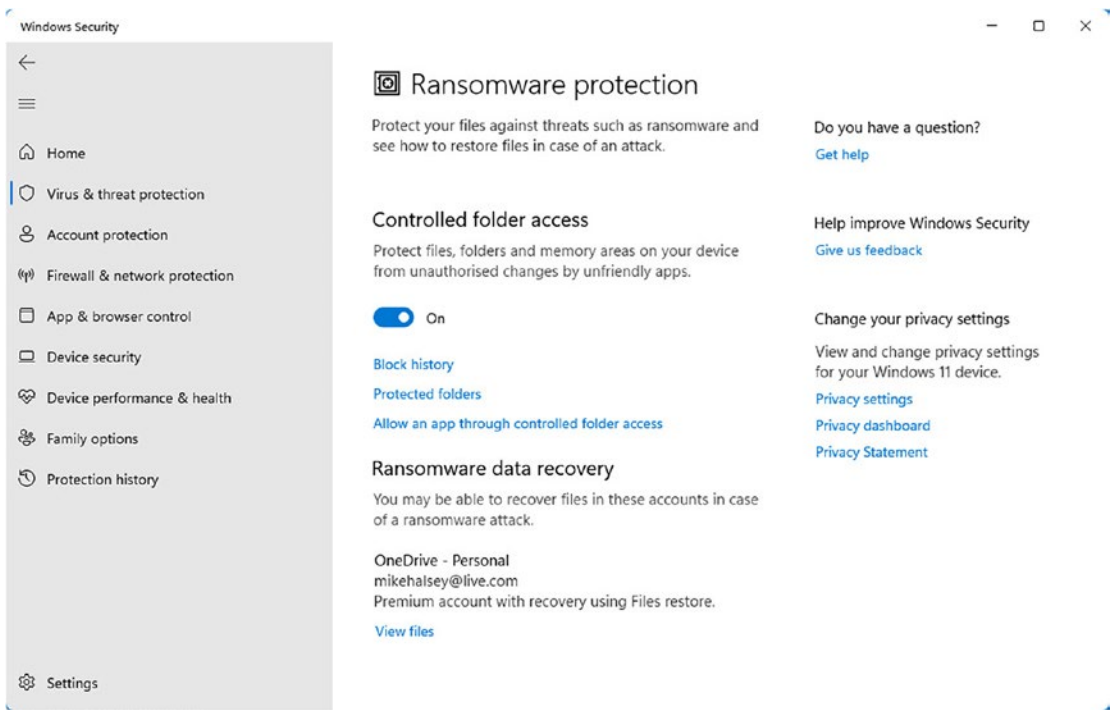 Windows Security
Home
Virus & threat protection
Account protection
Firewall & network protection
App & browser control
Device security
Device performance & health
Family options
Protection history
Settings
Ransomware protection
Protect your files against threats such as ransomware and
see how to restore files in case of an attack.
Controlled folder access
Protect files, folders and memory areas on your device
from unauthorised changes by unfriendly apps.
On
Block history
Protected folders
Allow an app through controlled folder access
Ransomware data recovery
You may be able to recover files in these accounts in case
of a ransomware attack.
OneDrive - Personal
mikehalsey@live.com
Premium account with recovery using Files restore.
View files
Do you have a question?
Get help
Help improve Windows Security
Give us feedback
Change your privacy settings
View and change privacy settings
for your Windows 11 device.
Privacy settings
Privacy dashboard
Privacy Statement